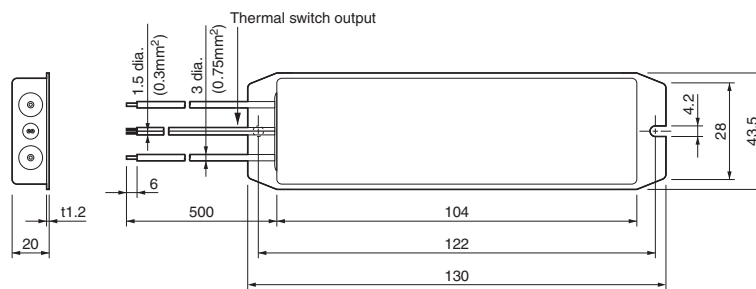 Thermal switch output
1.5 dia.
(0.3mm²)
3 dia.
(0.75mm²)
4.2
28
43.5
6
t1.2
500
104
20
122
130